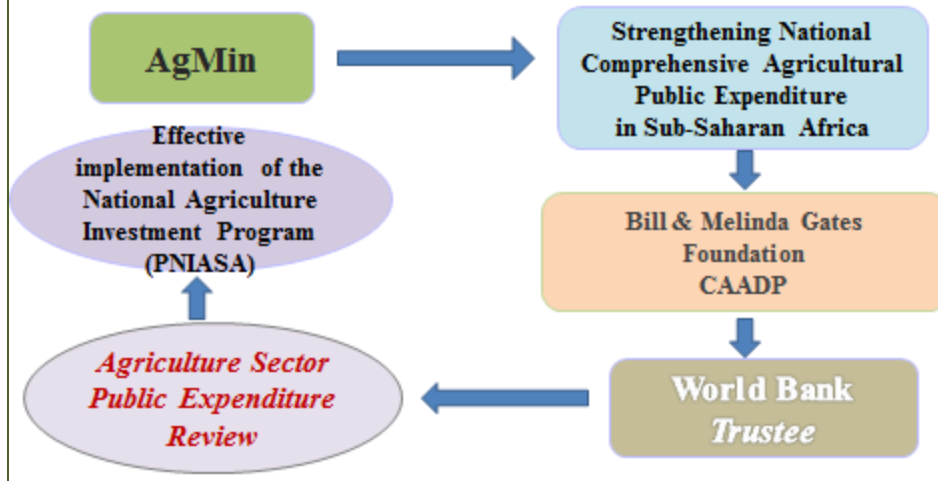 AgMin
Strengthening National
Comprehensive Agricultural
Public Expenditure
in Sub-Saharan Africa
Effective
implementation of the
National Agriculture
Investment Program
(PNIASA)
Bill & Melinda Gates
Foundation
CAADP
Agriculture Sector
Public Expenditure
Review
World Bank
Trustee